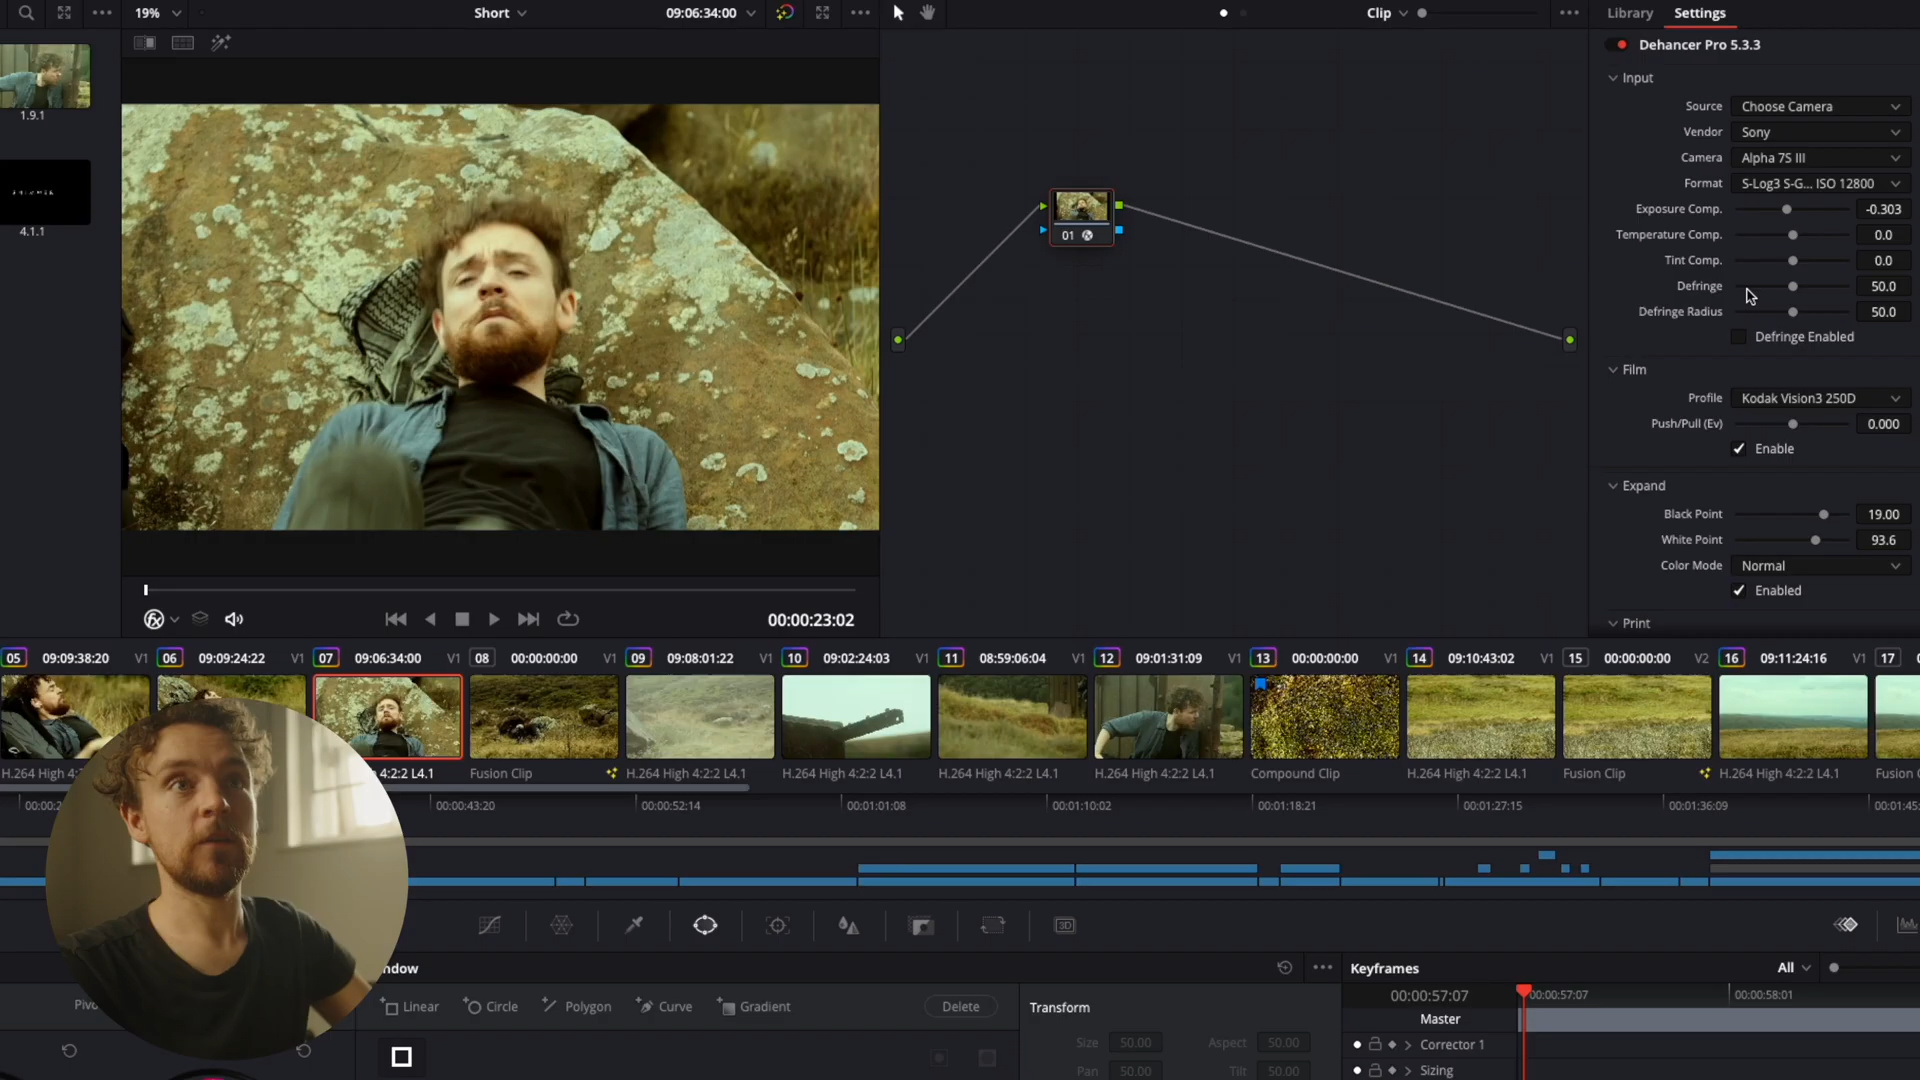 19%
Short
09:06:34:00
Clip
Library
Settings
Dehancer Pro 5.3.3
1.9.1
4.1.1
Input
Source
Choose Camera
Vendor
Sony
Camera
Alpha 7S III
Format
S-Log3 S-G... ISO 12800
Exposure Comp.
-0.303
Temperature Comp.
0.0
Tint Comp.
0.0
Defringe
50.0
Defringe Radius
50.0
Defringe Enabled
Film
Profile
Kodak Vision3 250D
Push/Pull (Ev)
0.000
Enable
Expand
Black Point
19.00
White Point
93.6
Color Mode
Normal
Enabled
Print
01
00:00:23:02
05 09:09:38:20 V1 06 09:09:24:22 V1 07 09:06:34:00 V1 08 00:00:00:00 V1 09 09:08:01:22 V1 10 09:02:24:03 V1 11 08:59:06:04 V1 12 09:01:31:09 V1 13 00:00:00:00 V1 14 09:10:43:02 V1 15 00:00:00:00 V2 16 09:11:24:16 V1 17
H.264 High 4:2 4:2:2 L4.1 Fusion Clip H.264 High 4:2:2 L4.1 H.264 High 4:2:2 L4.1 H.264 High 4:2:2 L4.1 H.264 High 4:2:2 L4.1 Compound Clip H.264 High 4:2:2 L4.1 Fusion Clip H.264 High 4:2:2 L4.1 Fusion C
00:00:2 00:00:43:20 00:00:52:14 00:01:01:08 00:01:10:02 00:01:18:21 00:01:27:15 00:01:36:09 00:01:45:
3D
ndow
Keyframes
All
Pivo
Linear
Circle
Polygon
Curve
Gradient
Delete
Transform
00:00:57:07
00:00:57:07
00:00:58:01
Master
Size 50.00 Aspect 50.00
Corrector 1
Pan 50.00 Tilt 50.00
Sizing